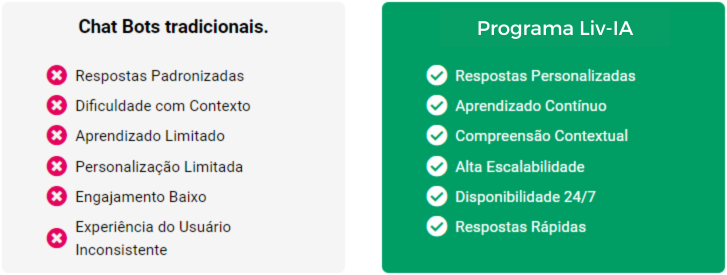 Chat Bots tradicionais.
Respostas Padronizadas
Dificuldade com Contexto
Aprendizado Limitado
Personalização Limitada
Engajamento Baixo
Experiência do Usuário
Inconsistente
Programa Liv-IA
Respostas Personalizadas
Aprendizado Contínuo
Compreensão Contextual
Alta Escalabilidade
Disponibilidade 24/7
Respostas Rápidas